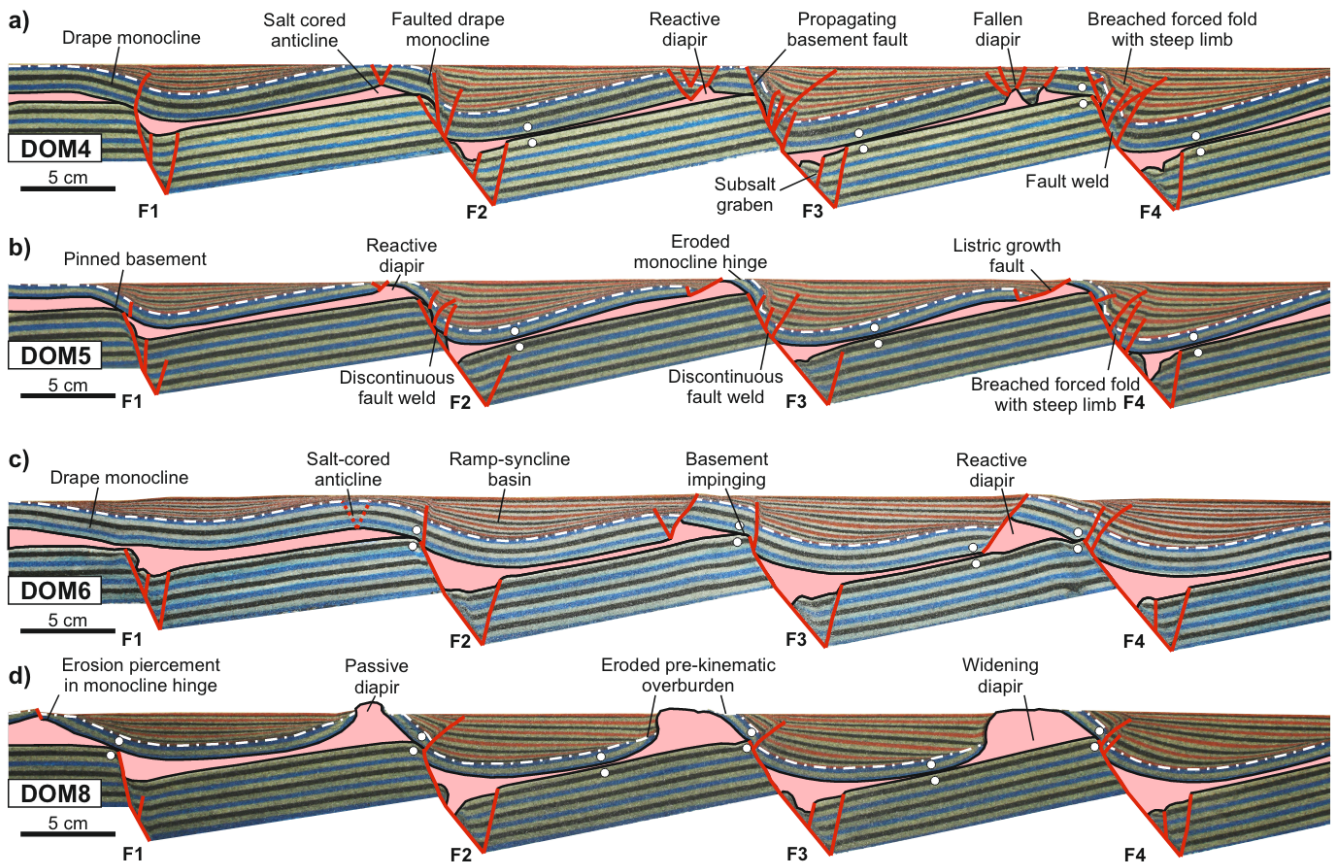 a)
Drape monocline
Salt cored
anticline
Faulted drape
monocline
Reactive
diapir
Propagating
basement fault
Fallen
diapir
Breached forced fold
with steep limb
DOM4
5 cm
Subsalt
graben
Fault weld
F1
F2
F3
F4
b)
Pinned basement
Reactive
diapir
Eroded
monocline hinge
Listric growth
fault
DOM5
5 cm
Discontinuous
fault weld
Discontinuous
fault weld
Breached forced fold
with steep limb
F1
F2
F3
F4
c)
Drape monocline
Salt-cored
anticline
Ramp-syncline
basin
Basement
impinging
Reactive
diapir
DOM6
5 cm
F1
F2
F3
F4
d)
Erosion piercement
in monocline hinge
Passive
diapir
Eroded pre-kinematic
overburden
Widening
diapir
DOM8
5 cm
F1
F2
F3
F4